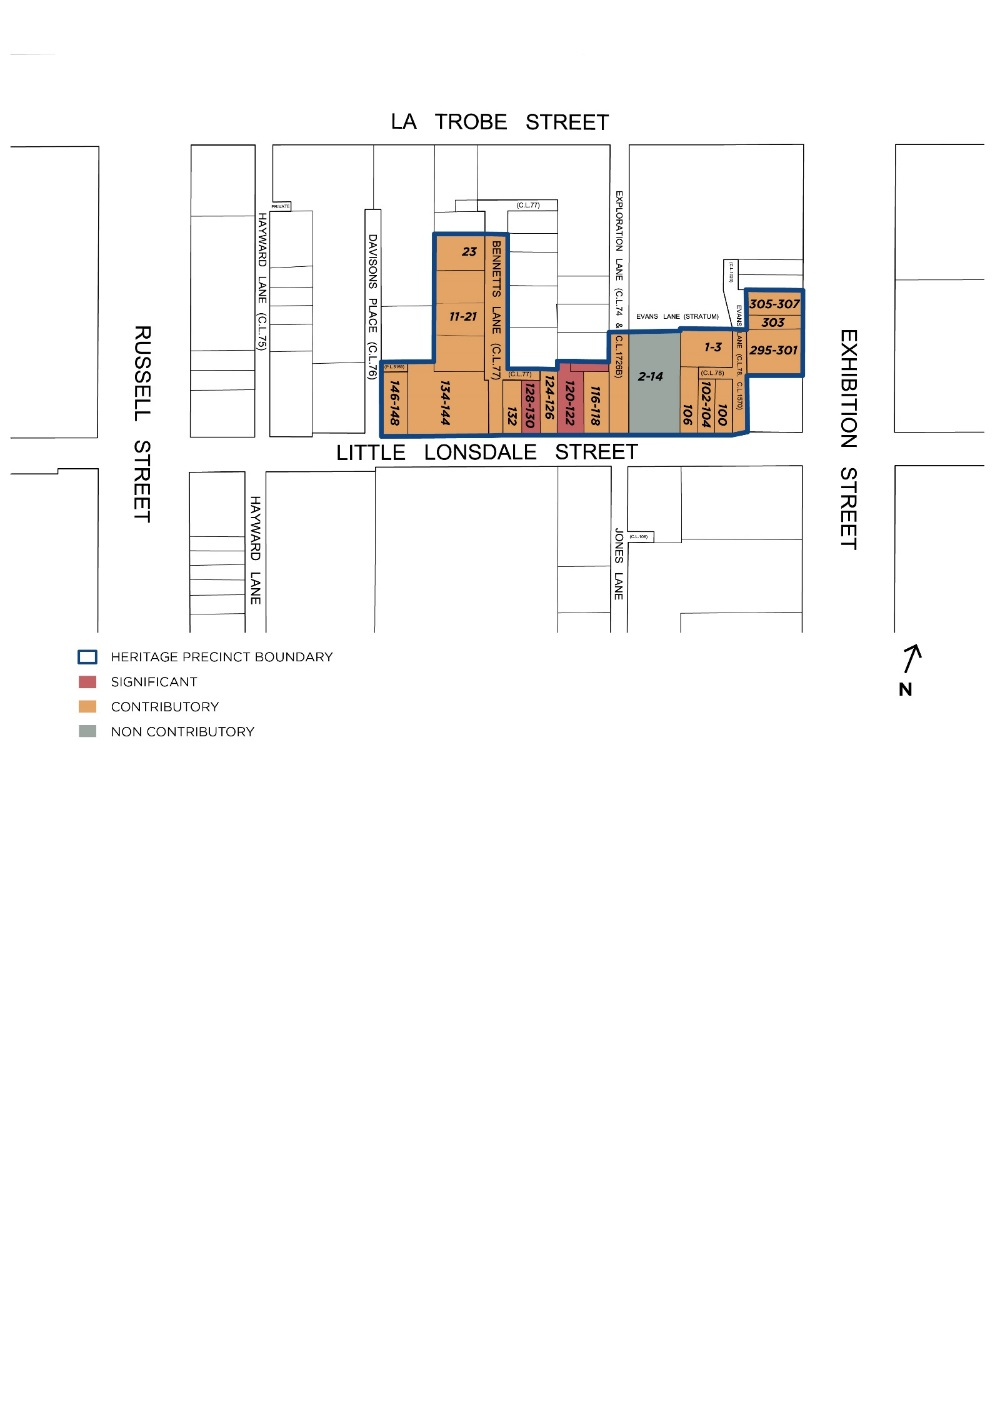 LA TROBE STREET
PRIVATE
(C.L.77)
HAYWARD LANE (C.L.75)
DAVISONS PLACE (C.L.76)
BENNETTS LANE (C.L.77)
EXPLORATION LANE (C.L.74 & C.L.1726B)
23
11-21
EVANS LANE (STRATUM)
305-307
303
295-301
1-3
2-14
(C.L.78)
(C.L.77)
146-148
134-144
132
128-130
124-126
120-122
116-118
106
102-104
100
RUSSELL STREET
EXHIBITION STREET
LITTLE LONSDALE STREET
HAYWARD LANE
JONES LANE
HERITAGE PRECINCT BOUNDARY
SIGNIFICANT
CONTRIBUTORY
NON CONTRIBUTORY
N